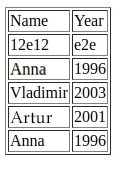 Name Year
12e12 e2e
Anna 1996
Vladimir 2003
Artur 2001
Anna 1996